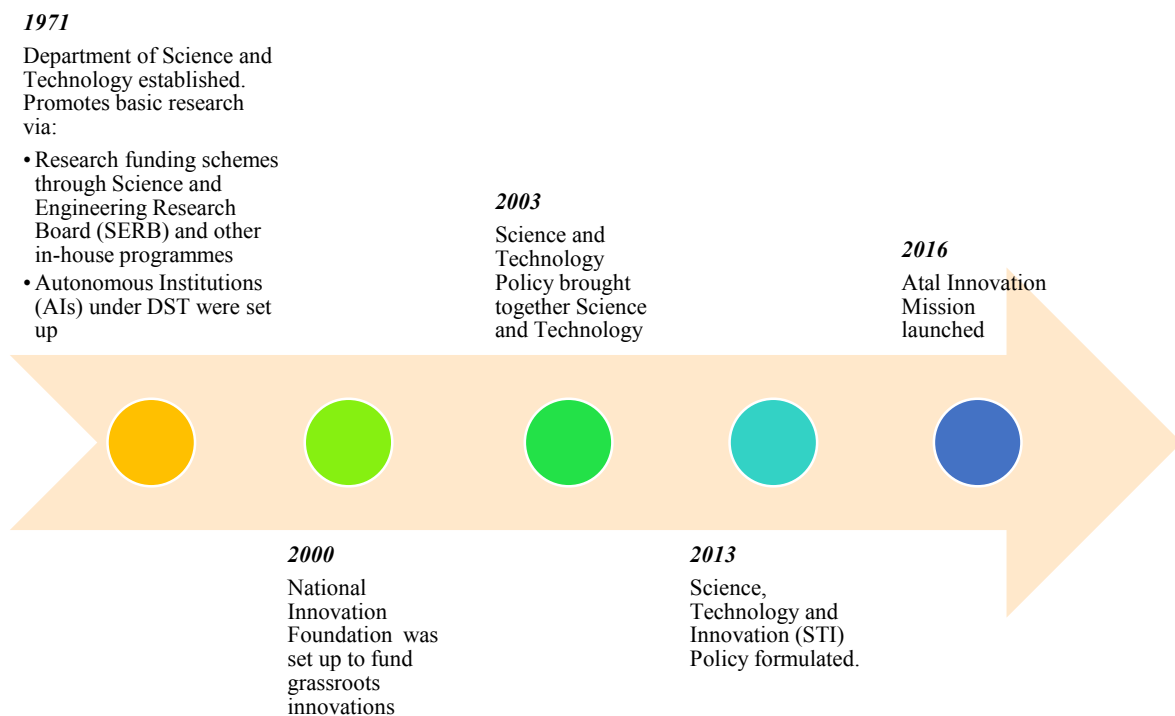 1971
Department of Science and
Technology established.
Promotes basic research
via:
• Research funding schemes
through Science and
Engineering Research
Board (SERB) and other
in-house programmes
• Autonomous Institutions
(AIs) under DST were set
up
2000
National
Innovation
Foundation was
set up to fund
grassroots
innovations
2003
Science and
Technology
Policy brought
together Science
and Technology
2013
Science,
Technology and
Innovation (STI)
Policy formulated.
2016
Atal Innovation
Mission
launched